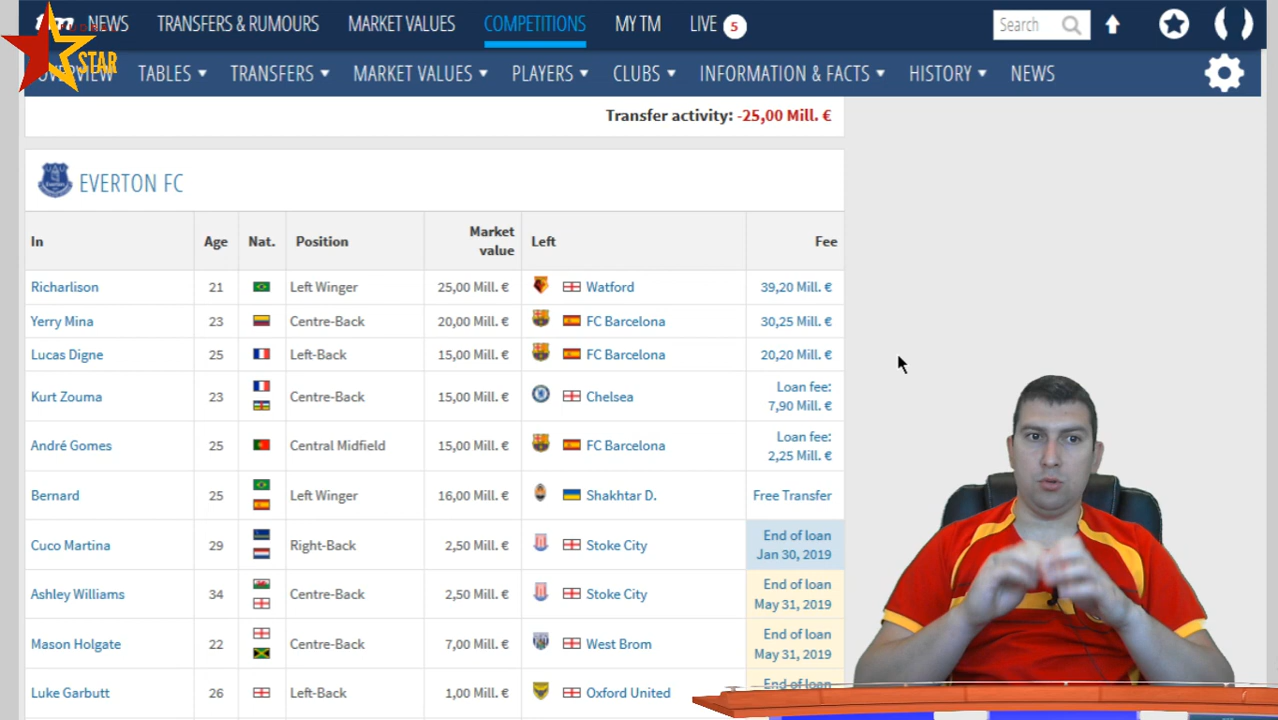 tm NEWS TRANSFERS & RUMOURS MARKET VALUES COMPETITIONS MY TM LIVE 5 Search
STAR
OVERVIEW TABLES TRANSFERS MARKET VALUES PLAYERS CLUBS INFORMATION & FACTS HISTORY NEWS
Transfer activity: -25,00 Mill. €
EVERTON FC
In Age Nat. Position Market value Left Fee
Richarlison 21 Left Winger 25,00 Mill. € Watford 39,20 Mill. €
Yerry Mina 23 Centre-Back 20,00 Mill. € FC Barcelona 30,25 Mill. €
Lucas Digne 25 Left-Back 15,00 Mill. € FC Barcelona 20,20 Mill. €
Kurt Zouma 23 Centre-Back 15,00 Mill. € Chelsea Loan fee: 7,90 Mill. €
André Gomes 25 Central Midfield 15,00 Mill. € FC Barcelona Loan fee: 2,25 Mill. €
Bernard 25 Left Winger 16,00 Mill. € Shakhtar D. Free Transfer
Cuco Martina 29 Right-Back 2,50 Mill. € Stoke City End of loan Jan 30, 2019
Ashley Williams 34 Centre-Back 2,50 Mill. € Stoke City End of loan May 31, 2019
Mason Holgate 22 Centre-Back 7,00 Mill. € West Brom End of loan May 31, 2019
Luke Garbutt 26 Left-Back 1,00 Mill. € Oxford United End of loan